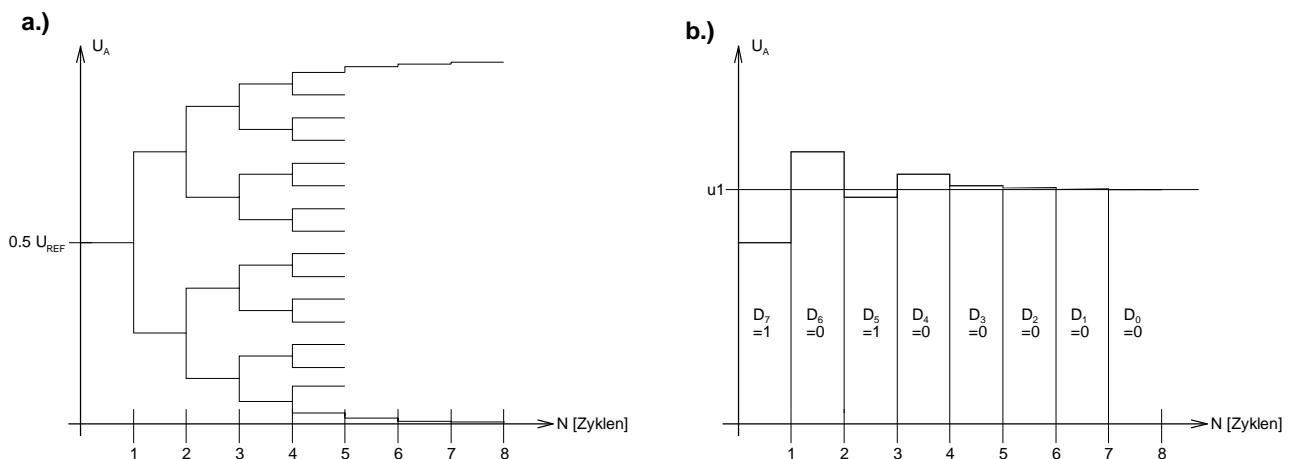 a.)
U_A
0.5 U_REF
N [Zyklen]
1 2 3 4 5 6 7 8
b.)
U_A
u1
D_7 D_6 D_5 D_4 D_3 D_2 D_1 D_0
=1 =0 =1 =0 =0 =0 =0 =0
N [Zyklen]
1 2 3 4 5 6 7 8